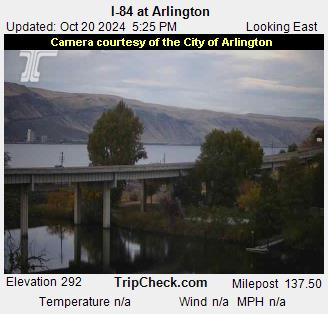 I-84 at Arlington
Updated: Oct 20 2024 5:25 PM Looking East
Camera courtesy of the City of Arlington
Elevation 292 TripCheck.com Milepost 137.50
Temperature n/a Wind n/a MPH n/a